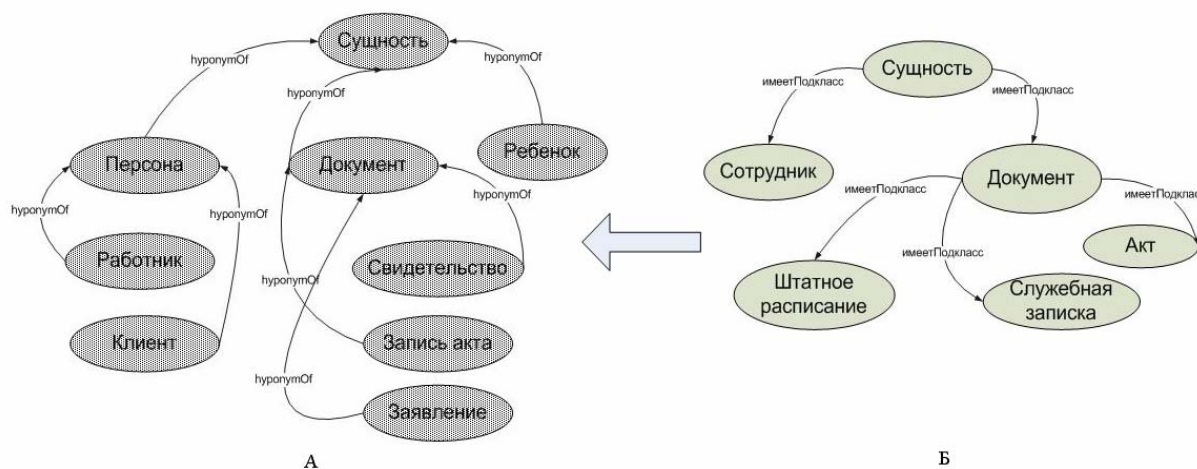 Сущность
hyponymOf
hyponymOf
hyponymOf
Персона
Документ
Ребенок
hyponymOf
hyponymOf
hyponymOf
Работник
Свидетельство
hyponymOf
Клиент
Запись акта
hyponymOf
Заявление
А
Сущность
имеетПодкласс
имеетПодкласс
Сотрудник
Документ
имеетПодкласс
имеетПодкласс
имеетПодкласс
Акт
Штатное
расписание
Служебная
записка
Б